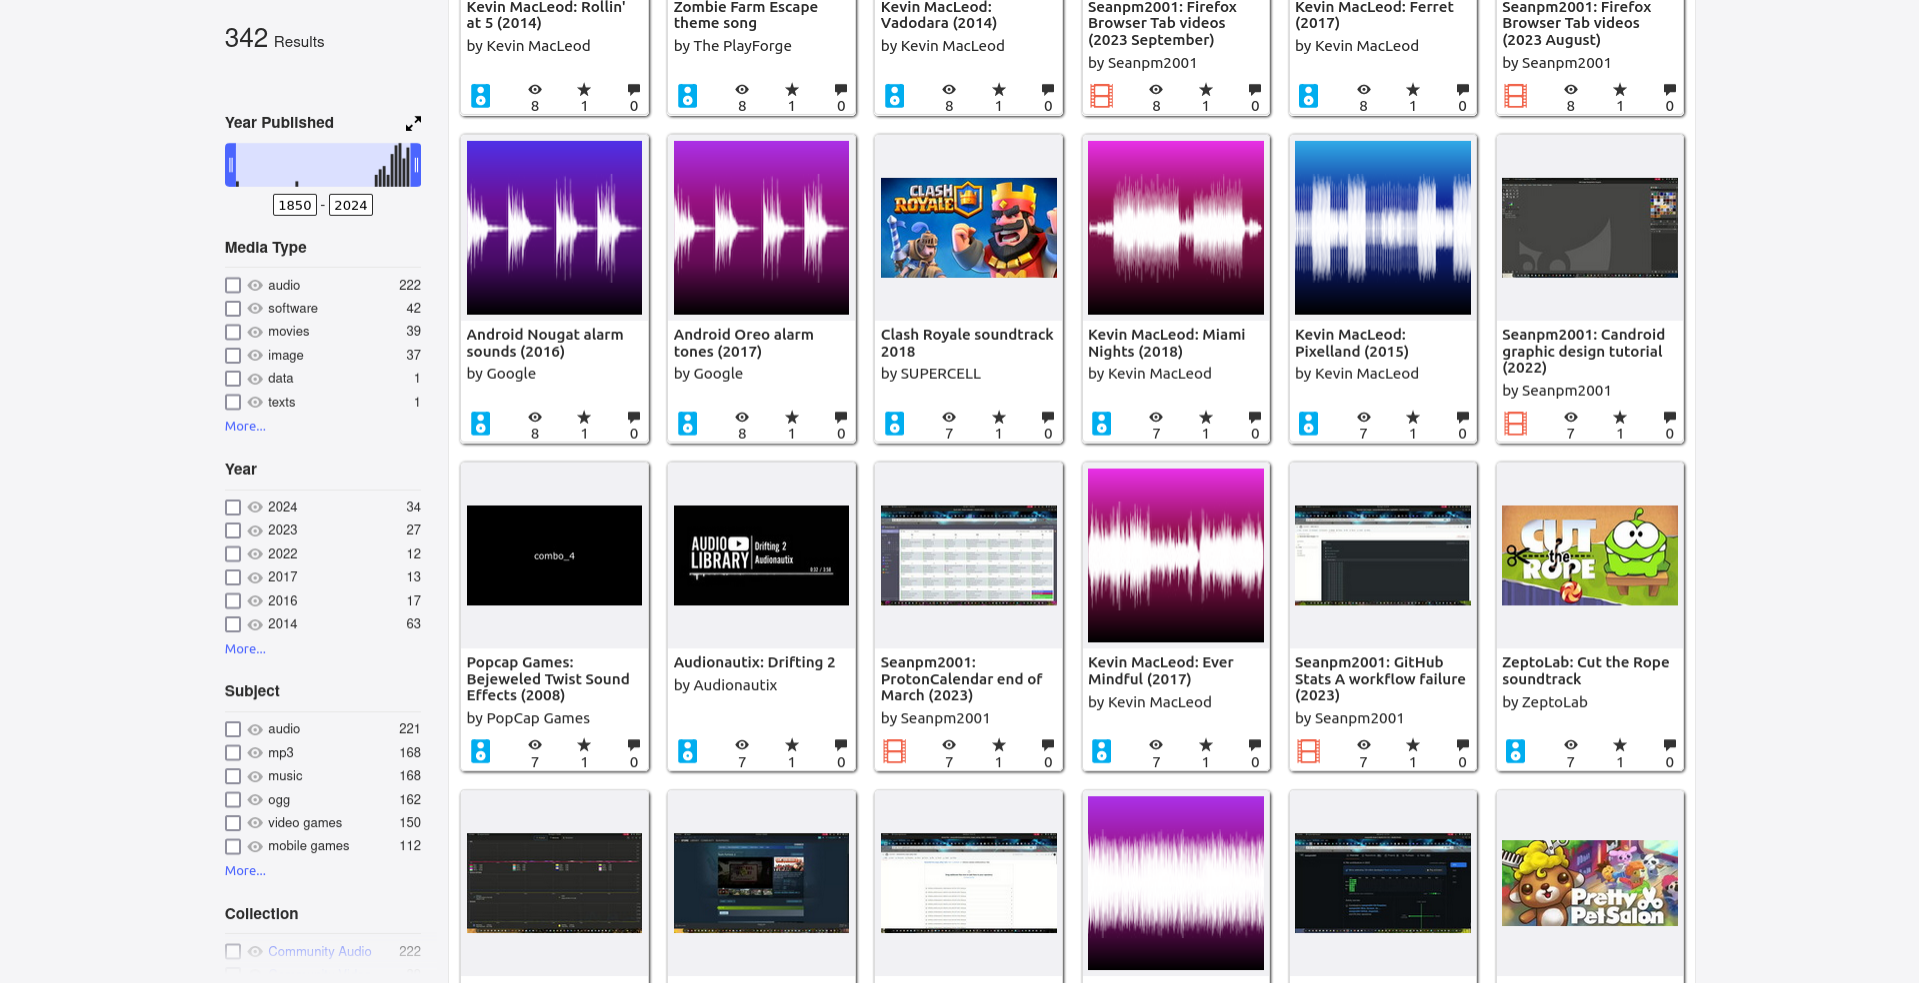 342 Results
Year Published
1850 - 2024
Media Type
audio 222
software 42
movies 39
image 37
data 1
texts 1
More...
Year
2024 34
2023 27
2022 12
2017 13
2016 17
2014 63
More...
Subject
audio 221
mp3 168
music 168
ogg 162
video games 150
mobile games 112
More...
Collection
Community Audio 222
Kevin MacLeod: Rollin'
at 5 (2014)
by Kevin MacLeod
8 1 0
Zombie Farm Escape
theme song
by The PlayForge
8 1 0
Kevin MacLeod:
Vadodara (2014)
by Kevin MacLeod
8 1 0
Seanpm2001: Firefox
Browser Tab videos
(2023 September)
by Seanpm2001
8 1 0
Kevin MacLeod: Ferret
(2017)
by Kevin MacLeod
8 1 0
Seanpm2001: Firefox
Browser Tab videos
(2023 August)
by Seanpm2001
8 1 0
Android Nougat alarm
sounds (2016)
by Google
8 1 0
Android Oreo alarm
tones (2017)
by Google
8 1 0
CLASH
ROYALE
Clash Royale soundtrack
2018
by SUPERCELL
7 1 0
Kevin MacLeod: Miami
Nights (2018)
by Kevin MacLeod
7 1 0
Kevin MacLeod:
Pixelland (2015)
by Kevin MacLeod
7 1 0
Seanpm2001: Candroid
graphic design tutorial
(2022)
by Seanpm2001
7 1 0
combo_4
Popcap Games:
Bejeweled Twist Sound
Effects (2008)
by PopCap Games
7 1 0
AUDIO
LIBRARY
Drifting 2
Audionautix
Audionautix: Drifting 2
by Audionautix
7 1 0
Seanpm2001:
ProtonCalendar end of
March (2023)
by Seanpm2001
7 1 0
Kevin MacLeod: Ever
Mindful (2017)
by Kevin MacLeod
7 1 0
Seanpm2001: GitHub
Stats A workflow failure
(2023)
by Seanpm2001
7 1 0
CUT
the
ROPE
ZeptoLab: Cut the Rope
soundtrack
by ZeptoLab
7 1 0
Pretty
Pet Salon